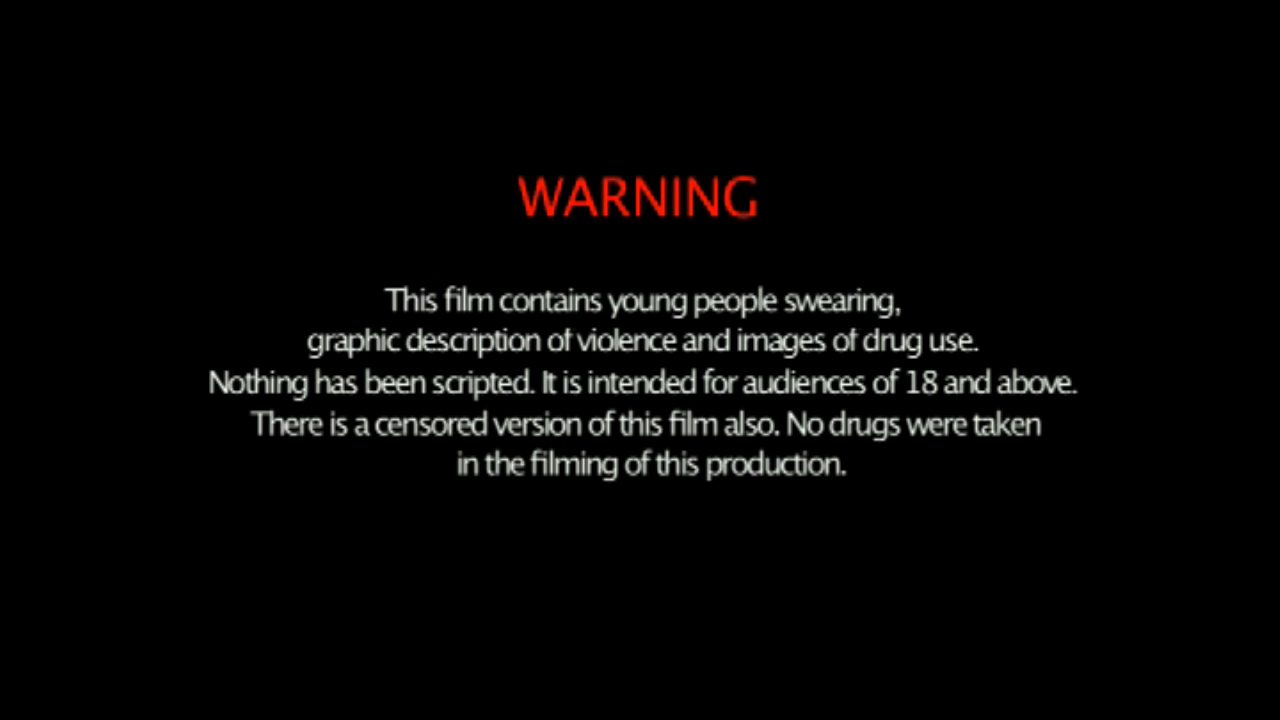 WARNING
This film contains young people swearing,
graphic description of violence and images of drug use.
Nothing has been scripted. It is intended for audiences of 18 and above.
There is a censored version of this film also. No drugs were taken
in the filming of this production.